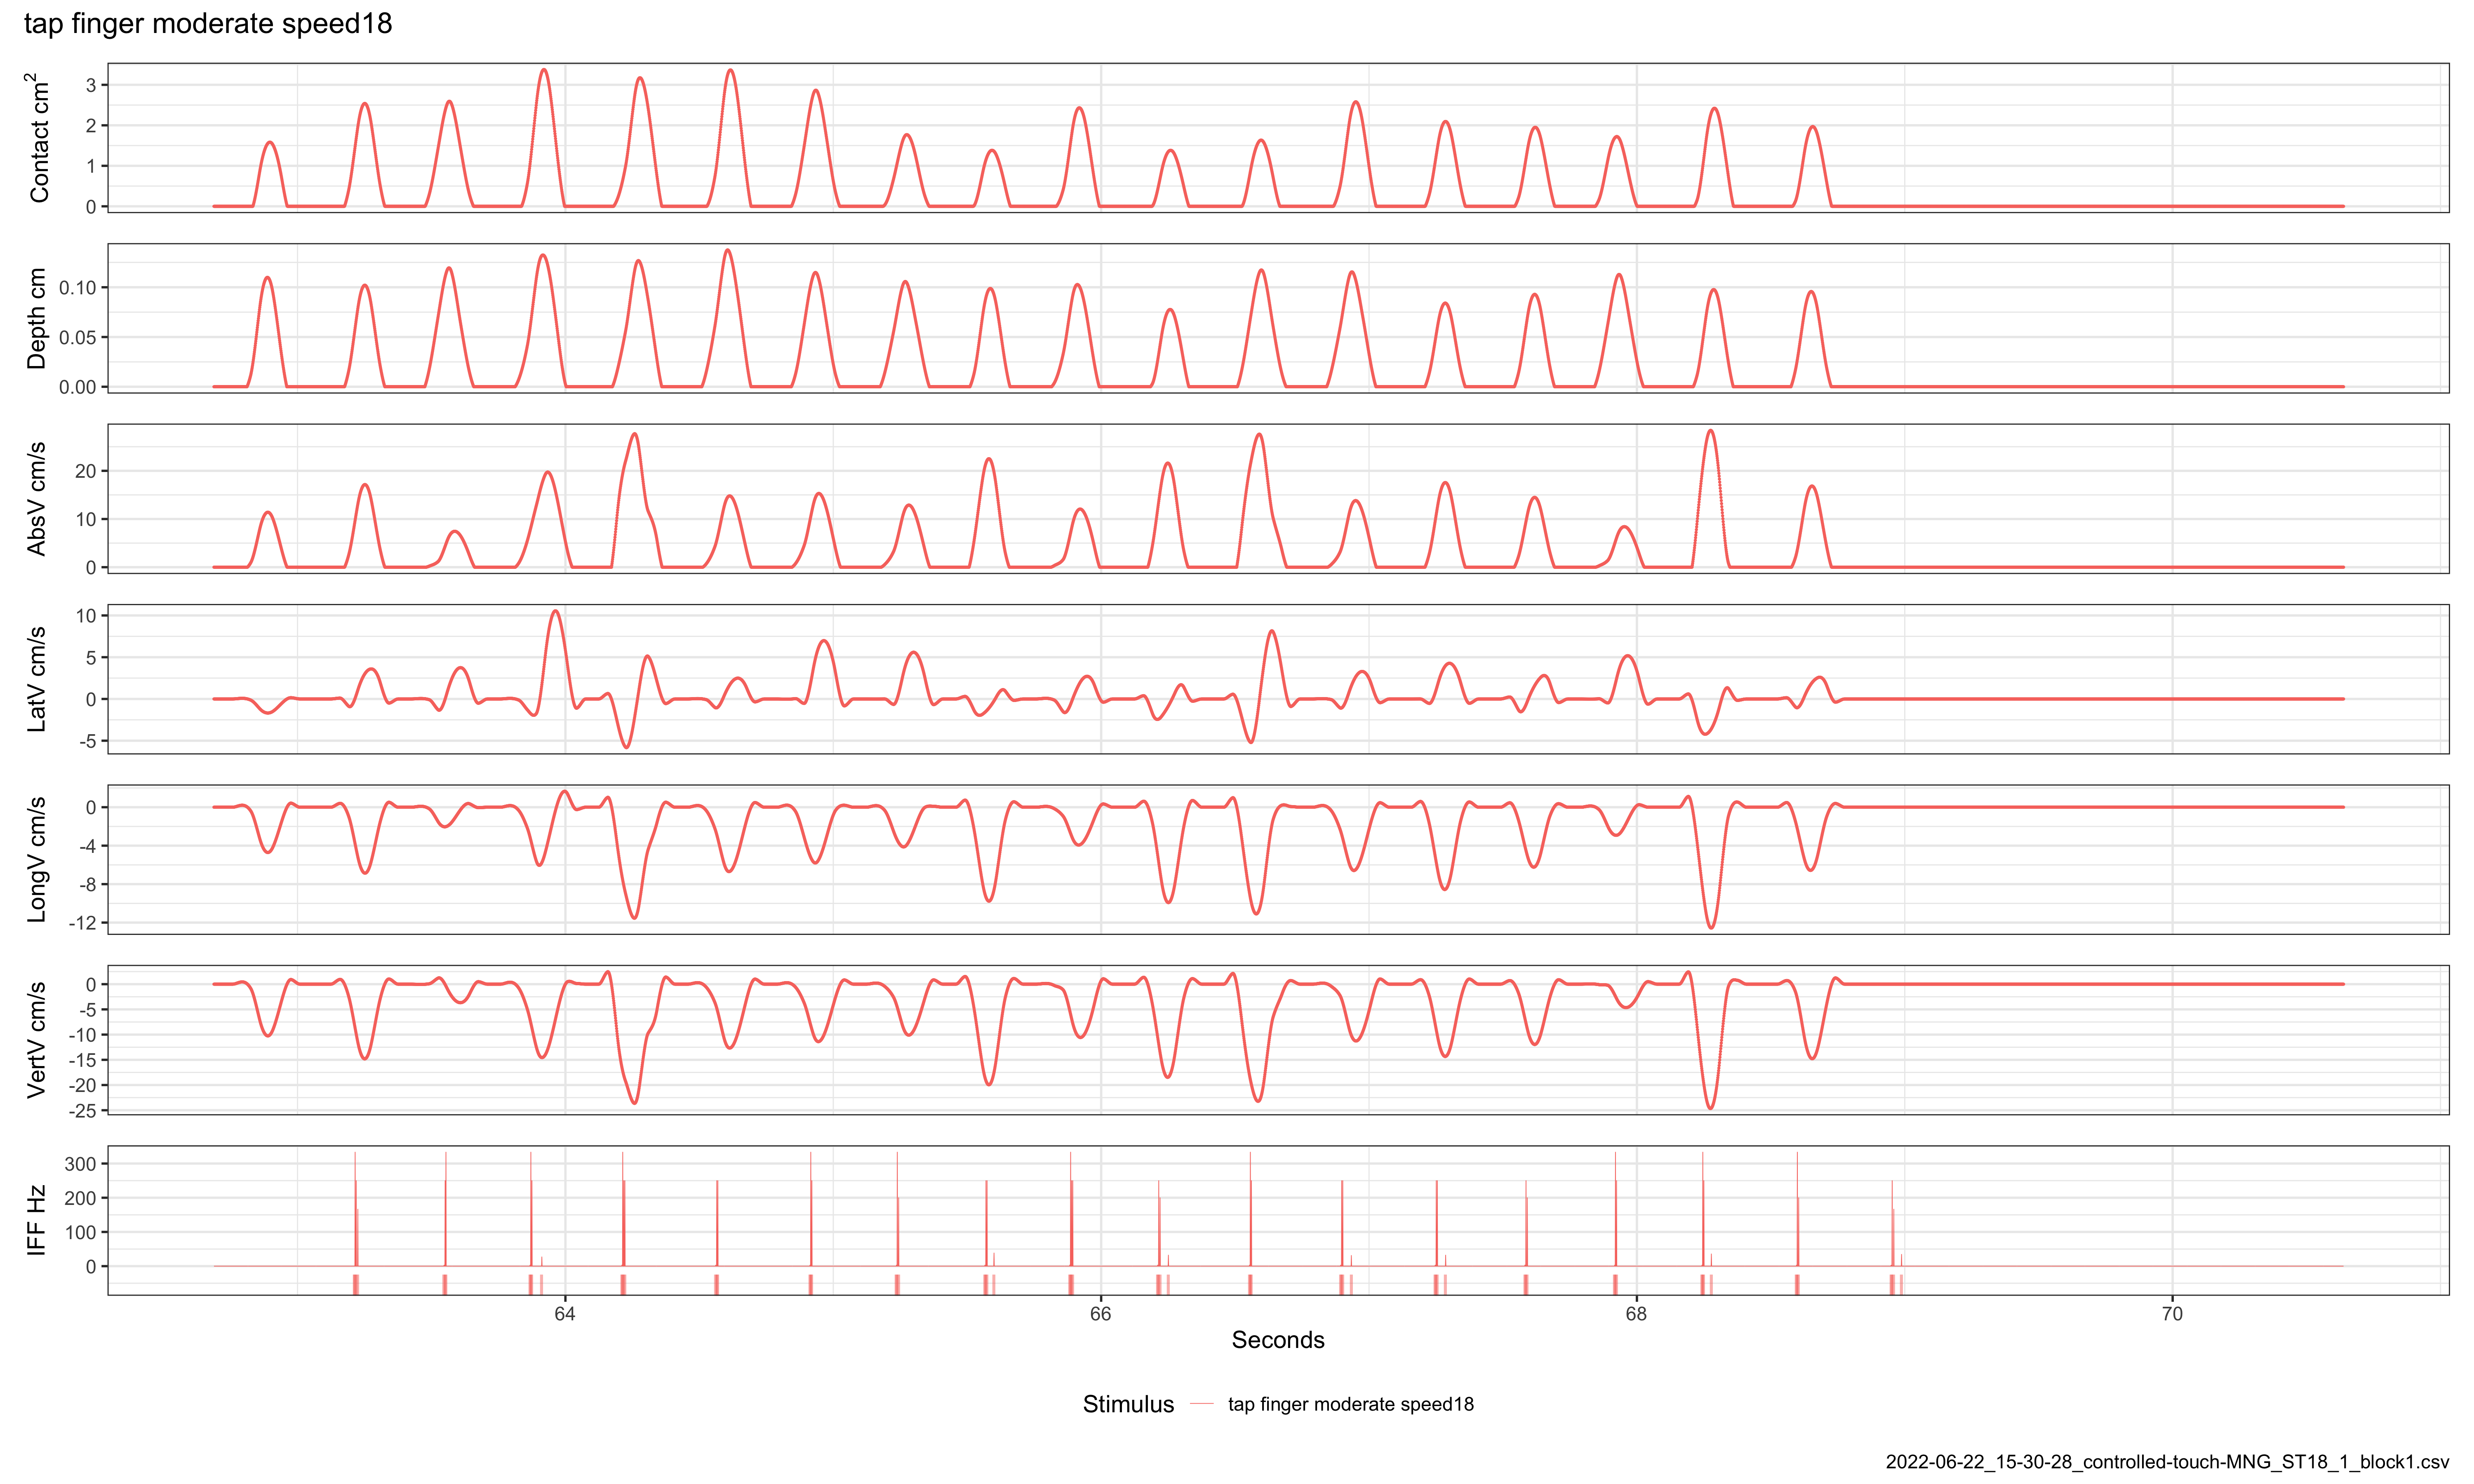 tap finger moderate speed18
Contact cm²
3
2
1
0
Depth cm
0.10
0.05
0.00
AbsV cm/s
20
10
0
LatV cm/s
10
5
0
-5
LongV cm/s
0
-4
-8
-12
VertV cm/s
0
-5
-10
-15
-20
-25
IFF Hz
300
200
100
0
64 66 68 70
Seconds
Stimulus tap finger moderate speed18
2022-06-22_15-30-28_controlled-touch-MNG_ST18_1_block1.csv